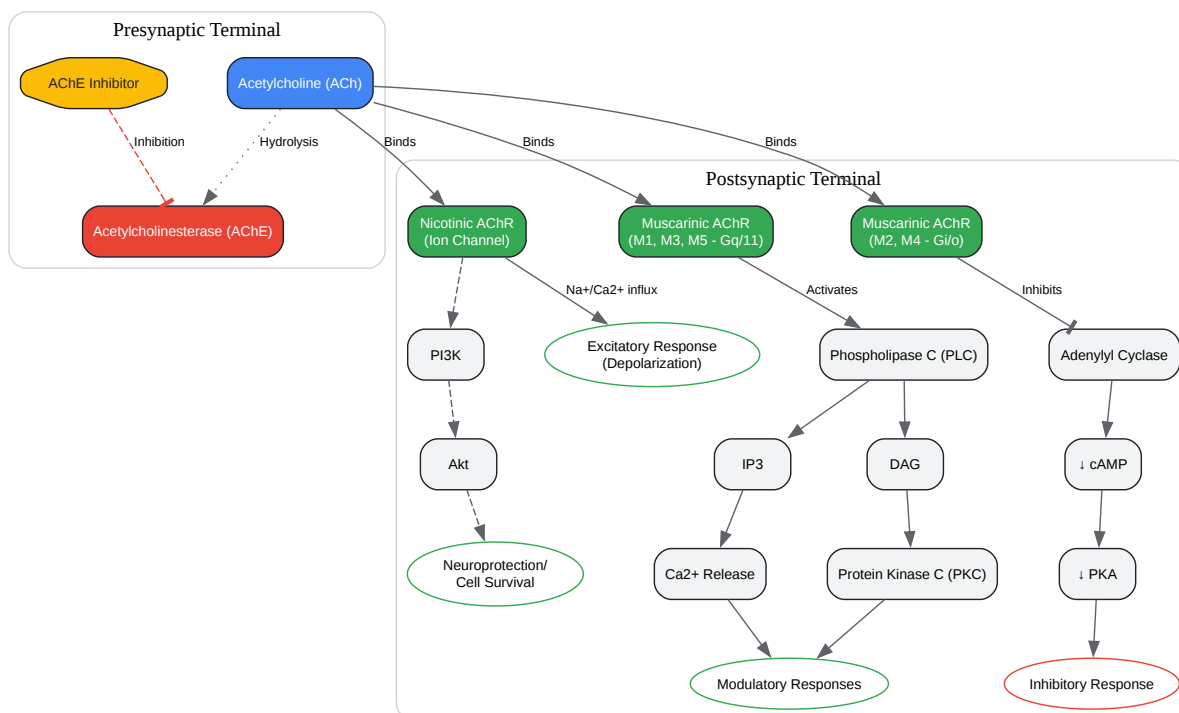 Presynaptic Terminal
AChE Inhibitor
Acetylcholine (ACh)
Inhibition
Hydrolysis
Binds
Binds
Binds
Acetylcholinesterase (AChE)
Postsynaptic Terminal
Nicotinic AChR
(Ion Channel)
Muscarinic AChR
(M1, M3, M5 - Gq/11)
Muscarinic AChR
(M2, M4 - Gi/o)
Na+/Ca2+ influx
Activates
Inhibits
PI3K
Excitatory Response
(Depolarization)
Phospholipase C (PLC)
Adenylyl Cyclase
Akt
IP3
DAG
↓ cAMP
Neuroprotection/
Cell Survival
Ca2+ Release
Protein Kinase C (PKC)
↓ PKA
Modulatory Responses
Inhibitory Response